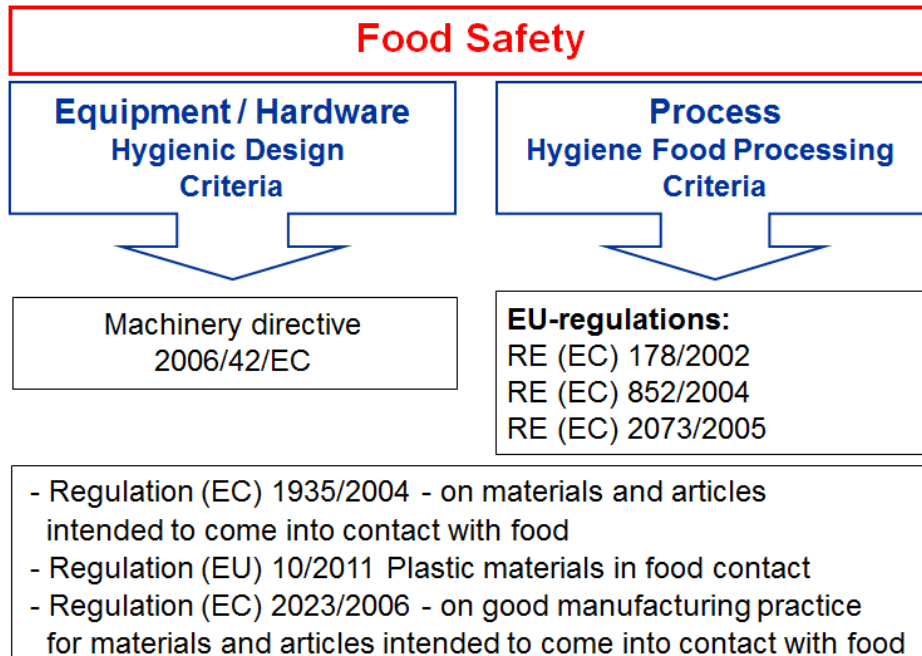 Food Safety
Equipment / Hardware
Hygienic Design
Criteria
Process
Hygiene Food Processing
Criteria
Machinery directive
2006/42/EC
EU-regulations:
RE (EC) 178/2002
RE (EC) 852/2004
RE (EC) 2073/2005
- Regulation (EC) 1935/2004 - on materials and articles
intended to come into contact with food
- Regulation (EU) 10/2011 Plastic materials in food contact
- Regulation (EC) 2023/2006 - on good manufacturing practice
for materials and articles intended to come into contact with food